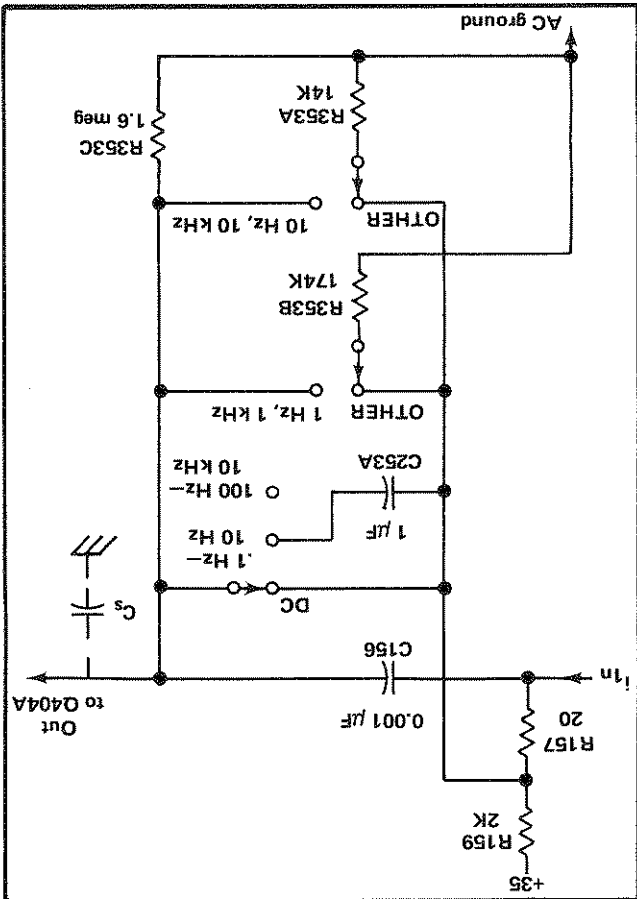 +35
R159
2K
R157
20
Out
to Q404A
0.001 µF
i_in
C156
C_s
DC
.1 Hz–
10 Hz
1 µF
100 Hz–
10 kHz
C253A
OTHER
1 Hz, 1 kHz
R353B
174K
OTHER
10 Hz, 10 kHz
R353C
1.6 meg
R353A
14K
AC ground